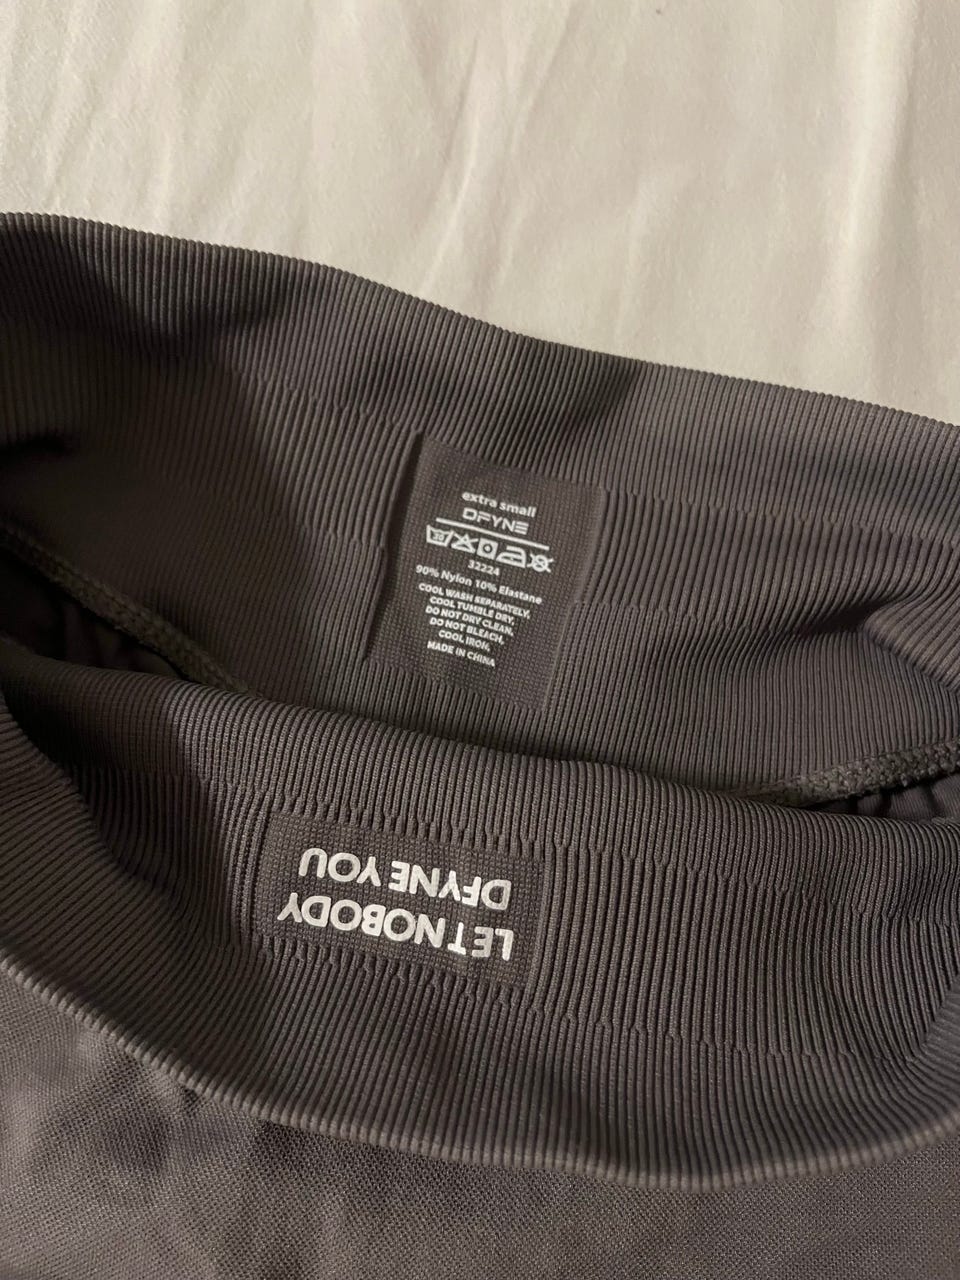 extra small
DFYNE
30
32224
90% Nylon 10% Elastane
COOL WASH SEPARATELY,
COOL TUMBLE DRY,
DO NOT DRY CLEAN,
DO NOT BLEACH,
COOL IRON,
MADE IN CHINA
LET NOBODY
DFYNE YOU